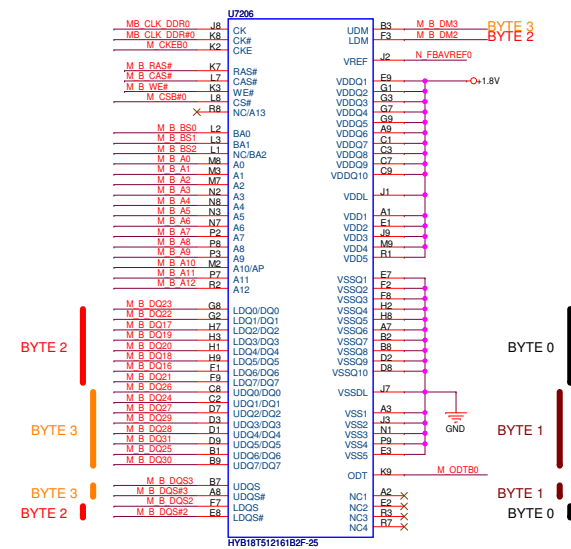 U7206
MB_CLK_DDR0 J8 CK
MB_CLK_DDR#0 K8 CK#
M_CKEB0 K2 CKE
M_B_RAS# K7 RAS#
M_B_CAS# L7 CAS#
M_B_WE# K3 WE#
M_CSB#0 L8 CS#
R8 NC/A13
M_B_BS0 L2 BA0
M_B_BS1 L3 BA1
M_B_BS2 L1 NC/BA2
M_B_A0 M8 A0
M_B_A1 M3 A1
M_B_A2 M7 A2
M_B_A3 N2 A3
M_B_A4 N8 A4
M_B_A5 N3 A5
M_B_A6 N7 A6
M_B_A7 P2 A7
M_B_A8 P8 A8
M_B_A9 P3 A9
M_B_A10 M2 A10/AP
M_B_A11 P7 A11
M_B_A12 R2 A12
M_B_DQ23 G8 LDQ0/DQ0
M_B_DQ22 G2 LDQ1/DQ1
M_B_DQ17 H7 LDQ2/DQ2
M_B_DQ19 H3 LDQ3/DQ3
M_B_DQ20 H1 LDQ4/DQ4
M_B_DQ18 H9 LDQ5/DQ5
M_B_DQ16 F1 LDQ6/DQ6
M_B_DQ21 F9 LDQ7/DQ7
M_B_DQ26 C8 UDQ0/DQ0
M_B_DQ24 C2 UDQ1/DQ1
M_B_DQ27 D7 UDQ2/DQ2
M_B_DQ29 D3 UDQ3/DQ3
M_B_DQ28 D1 UDQ4/DQ4
M_B_DQ31 D9 UDQ5/DQ5
M_B_DQ25 B1 UDQ6/DQ6
M_B_DQ30 B9 UDQ7/DQ7
M_B_DQS3 B7 UDQS
M_B_DQS#3 A8 UDQS#
M_B_DQS2 F7 LDQS
M_B_DQS#2 E8 LDQS#
BYTE 2
BYTE 3
BYTE 3
BYTE 2
UDM B3 M_B_DM3 BYTE 3
LDM F3 M_B_DM2 BYTE 2
VREF J2 N_FBAVREF0
VDDQ1 E9 +1.8V
VDDQ2 G1
VDDQ3 G3
VDDQ4 G7
VDDQ5 G9
VDDQ6 A9
VDDQ7 C1
VDDQ8 C3
VDDQ9 C7
VDDQ10 C9
VDDL J1
VDD1 A1
VDD2 E1
VDD3 J9
VDD4 M9
VDD5 R1
VSSQ1 E7
VSSQ2 F2
VSSQ3 F8
VSSQ4 H2
VSSQ5 H8
VSSQ6 A7
VSSQ7 B2
VSSQ8 B8
VSSQ9 D2
VSSQ10 D8
VSSDL J7
VSS1 A3
VSS2 J3
VSS3 N1
VSS4 P9
VSS5 E3
GND
ODT K9 M_ODTB0
NC1 A2
NC2 E2
NC3 R3
NC4 R7
BYTE 0
BYTE 1
BYTE 1
BYTE 0
HYB18T512161B2F-25